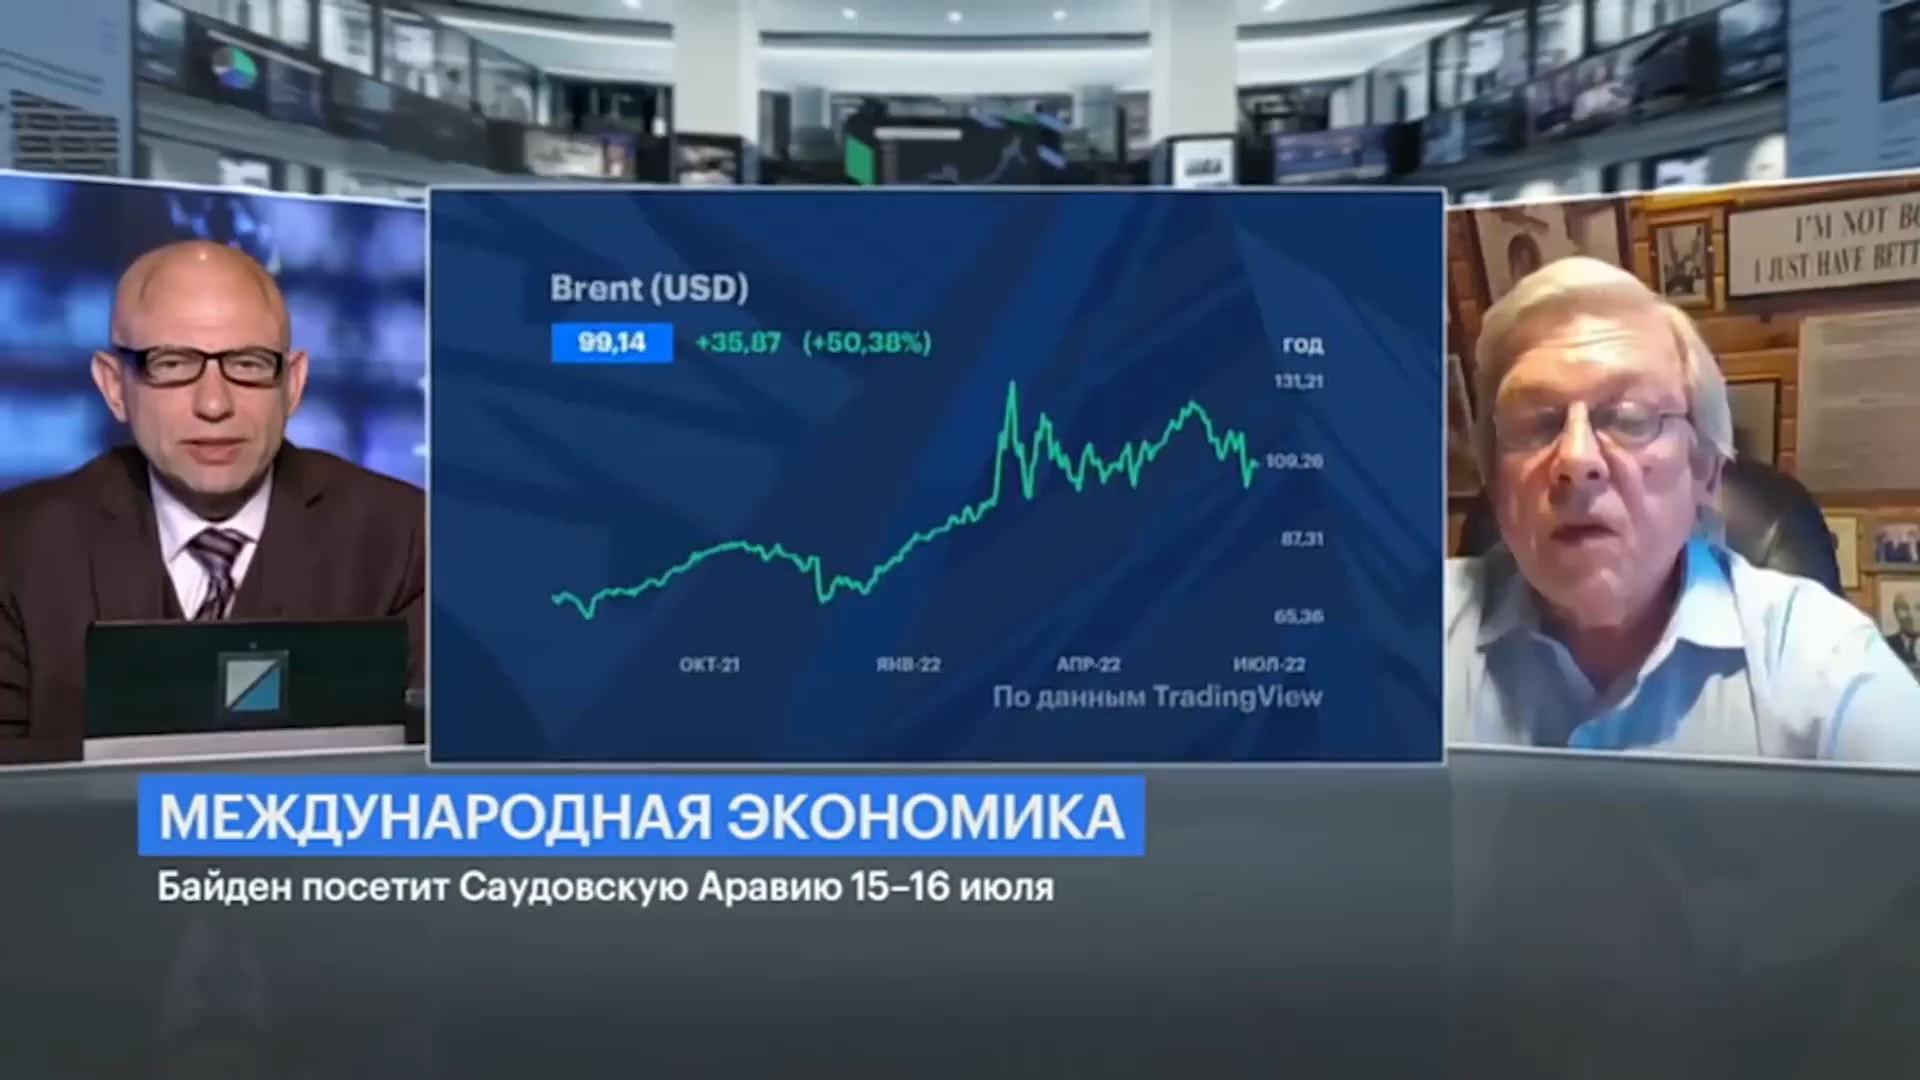 I'M NOT
I JUST HAVE
Brent (USD)
99,14 +35,87 (+50,38%)
год
131,21
109,26
87,31
65,36
ОКТ-21 ЯНВ-22 АПР-22 ИЮЛ-22
По данным TradingView
МЕЖДУНАРОДНАЯ ЭКОНОМИКА
Байден посетит Саудовскую Аравию 15–16 июля